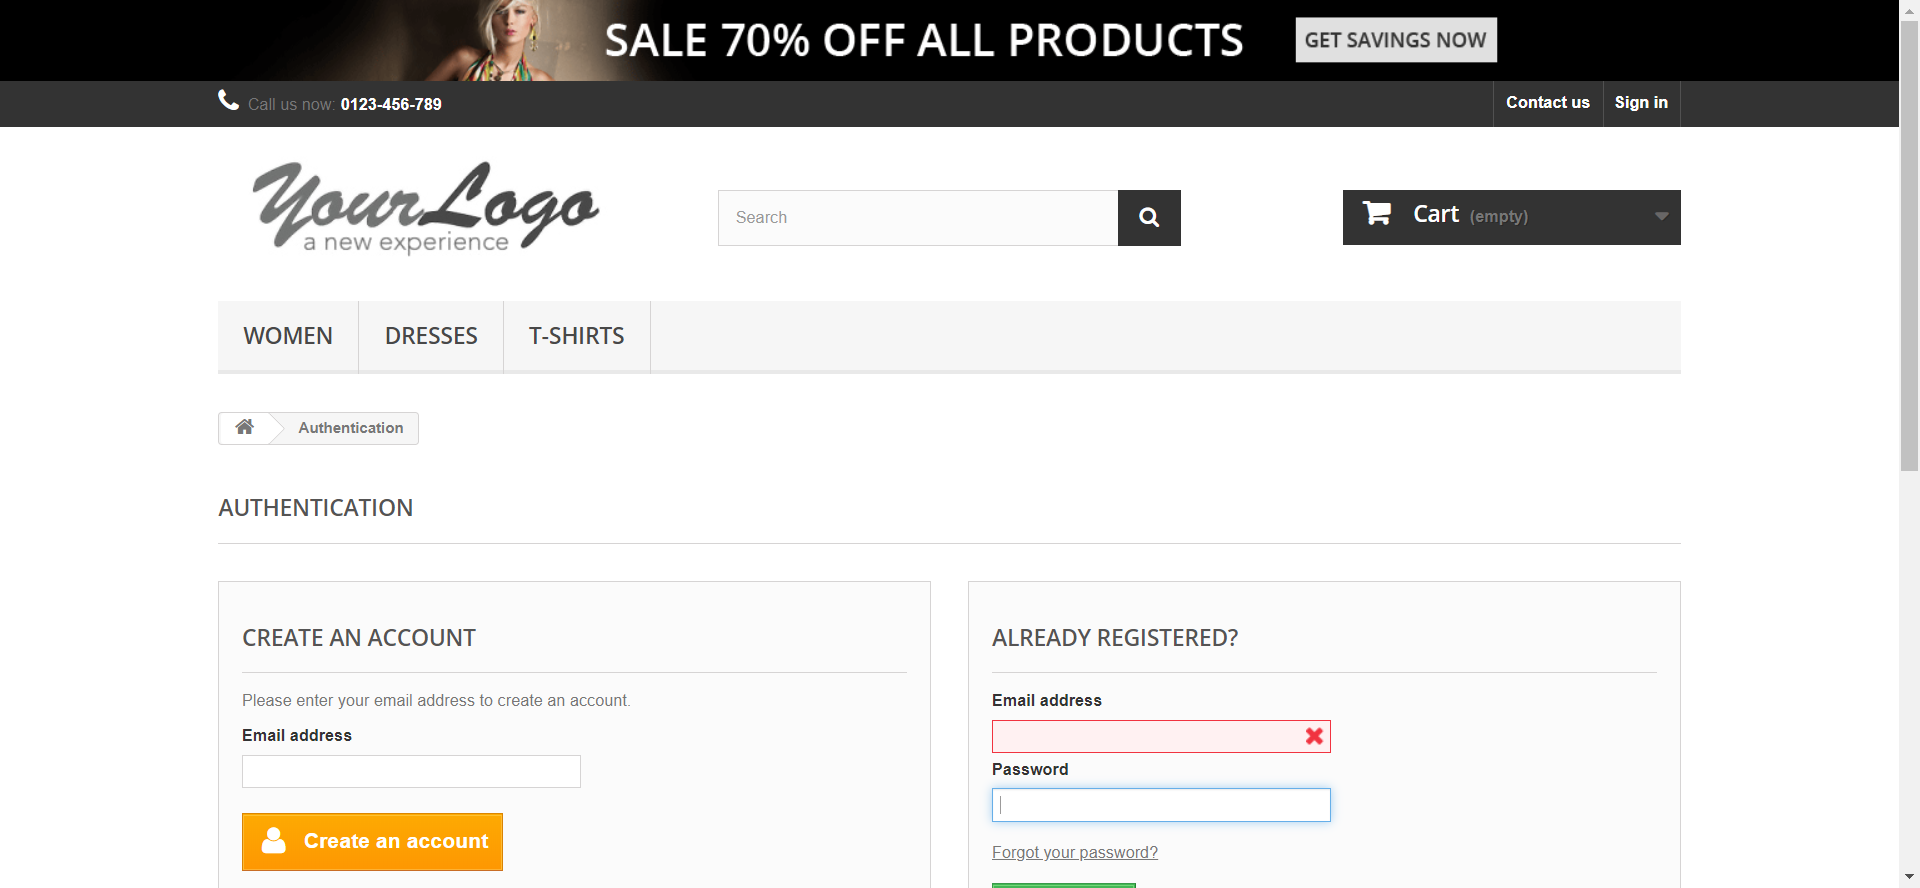 SALE 70% OFF ALL PRODUCTS GET SAVINGS NOW
Call us now: 0123-456-789 Contact us Sign in
YourLogo
a new experience
Search
Cart (empty)
WOMEN DRESSES T-SHIRTS
Authentication
AUTHENTICATION
CREATE AN ACCOUNT
Please enter your email address to create an account.
Email address
Create an account
ALREADY REGISTERED?
Email address
Password
Forgot your password?